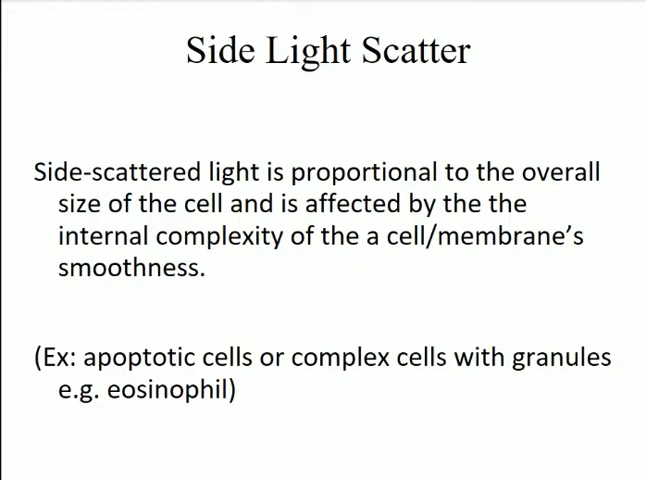 Side Light Scatter
Side-scattered light is proportional to the overall
size of the cell and is affected by the the
internal complexity of the a cell/membrane’s
smoothness.
(Ex: apoptotic cells or complex cells with granules
e.g. eosinophil)